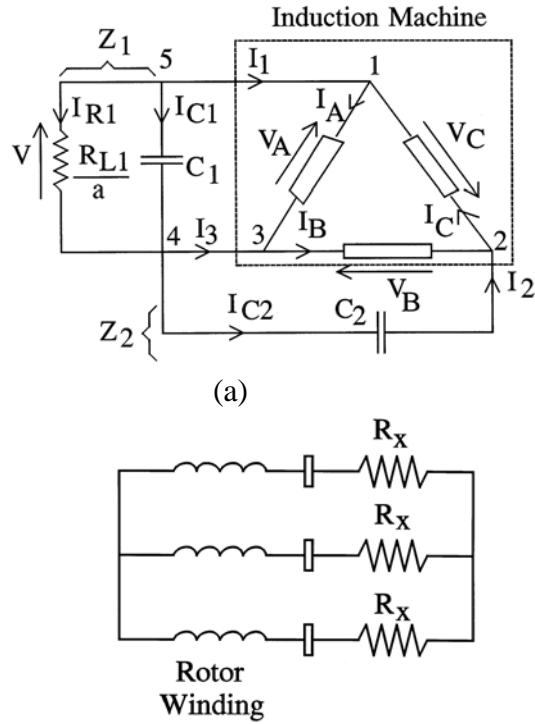 Induction Machine
Z1
5
I1
1
IR1
IC1
IA
VA
VC
V
RL1
a
C1
I3
IB
IC
4
3
2
VB
I2
Z2
IC2
C2
(a)
Rx
Rx
Rx
Rotor
Winding